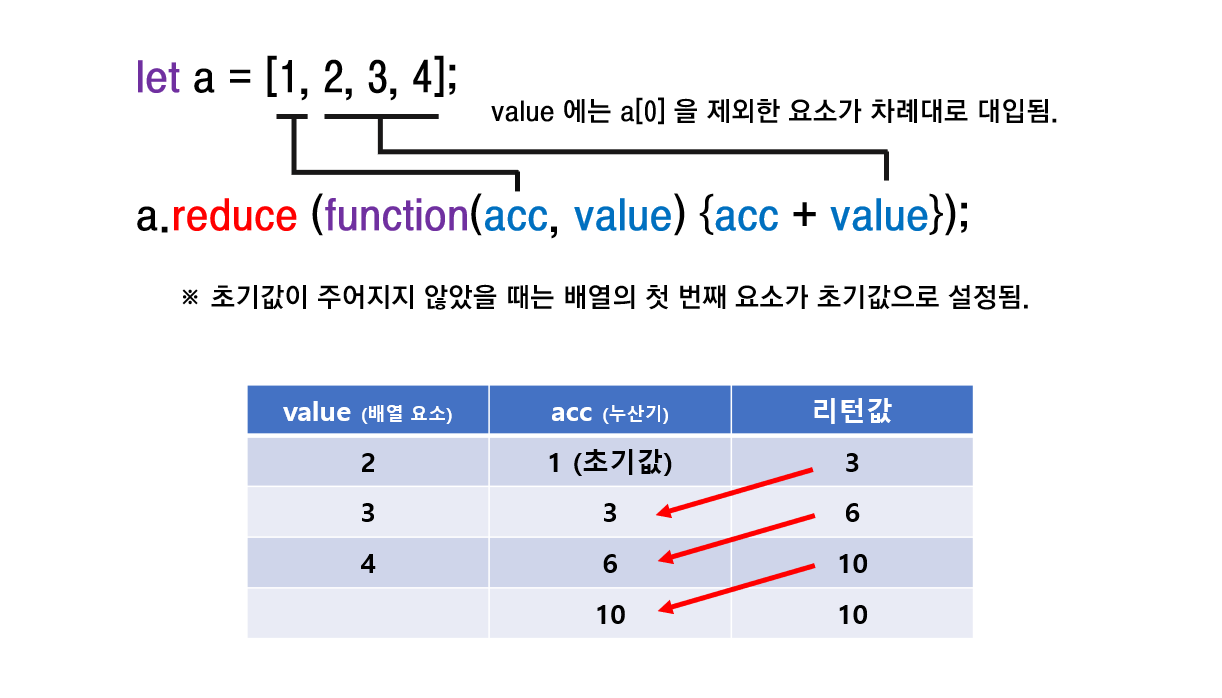 let a = [1, 2, 3, 4];
value 에는 a[0] 을 제외한 요소가 차례대로 대입됨.
a.reduce (function(acc, value) {acc + value});
※ 초기값이 주어지지 않았을 때는 배열의 첫 번째 요소가 초기값으로 설정됨.
value (배열 요소) acc (누산기) 리턴값
2 1 (초기값) 3
3 3 6
4 6 10
10 10